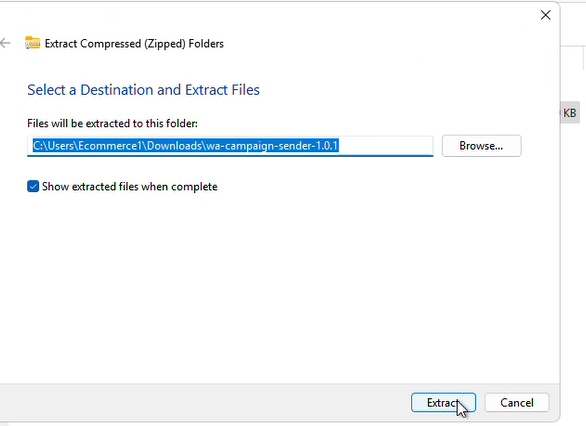 Extract Compressed (Zipped) Folders
Select a Destination and Extract Files
Files will be extracted to this folder:
C:\Users\Ecommerce1\Downloads\wa-campaign-sender-1.0.1
Browse...
KB
Show extracted files when complete
Extract
Cancel